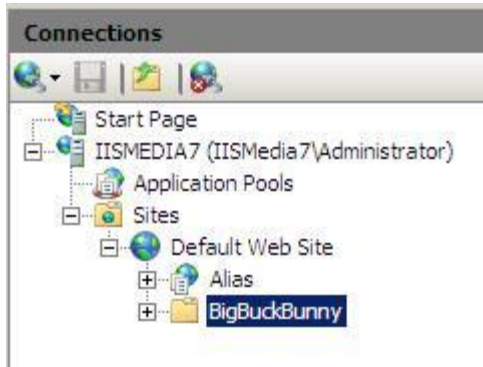 Connections
Start Page
IISMEDIA7 (IISMedia7\Administrator)
Application Pools
Sites
Default Web Site
Alias
BigBuckBunny